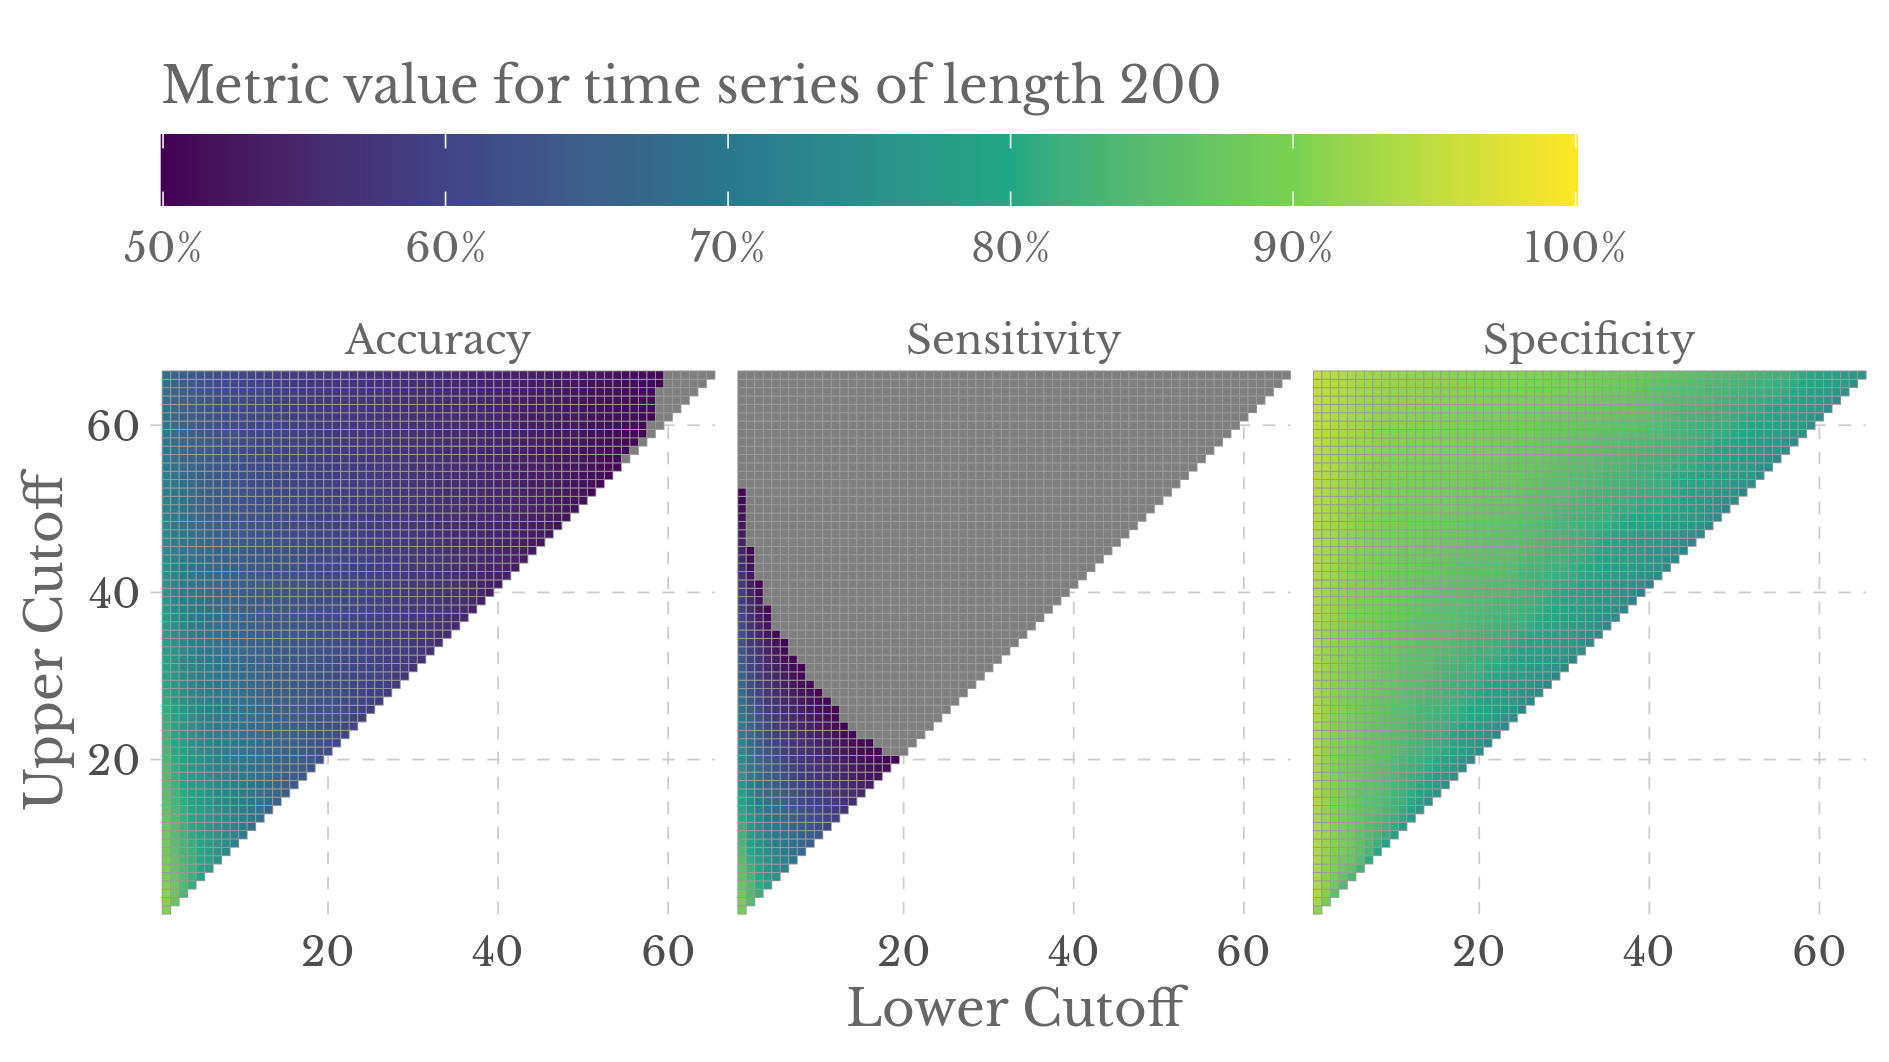 Metric value for time series of length 200
50% 60% 70% 80% 90% 100%
Accuracy Sensitivity Specificity
Upper Cutoff
60
40
20
20 40 60 20 40 60 20 40 60
Lower Cutoff